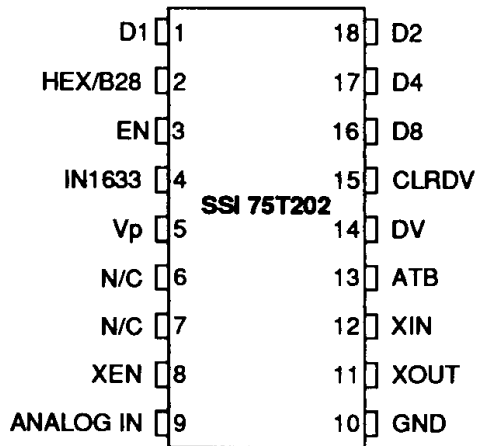 D1 1 18 D2
HEX/B28 2 17 D4
EN 3 16 D8
IN1633 4 15 CLRDV
SSI 75T202
Vp 5 14 DV
N/C 6 13 ATB
N/C 7 12 XIN
XEN 8 11 XOUT
ANALOG IN 9 10 GND